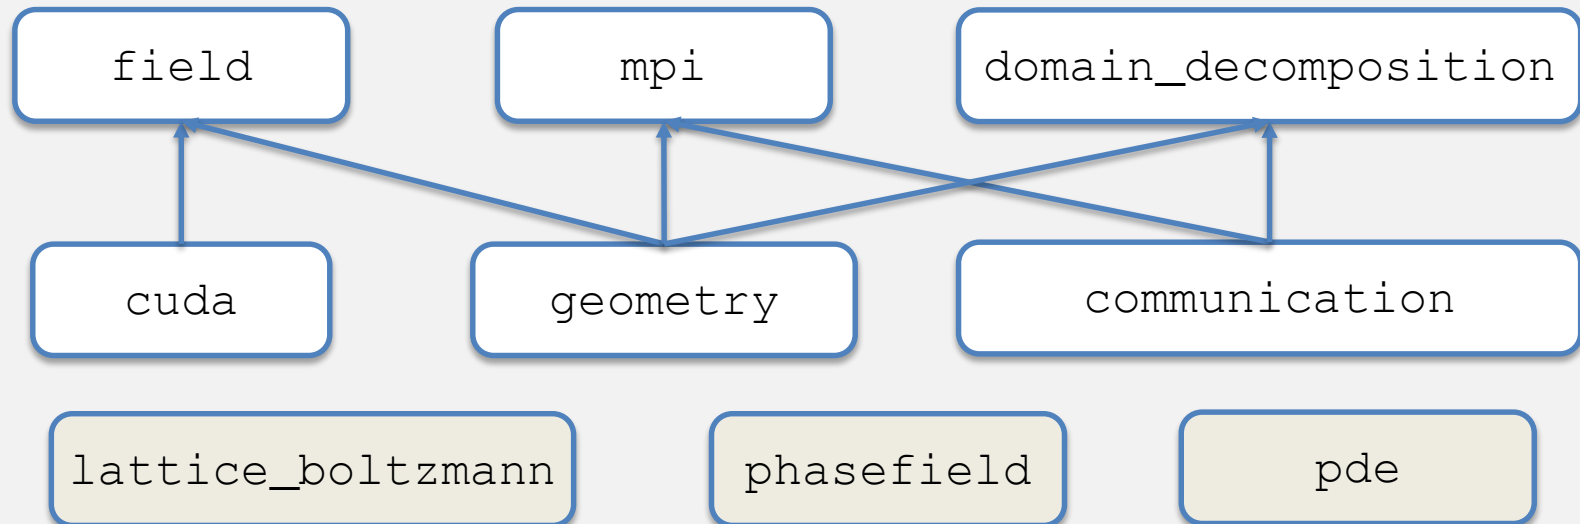 field
mpi
domain_decomposition
cuda
geometry
communication
lattice_boltzmann
phasefield
pde